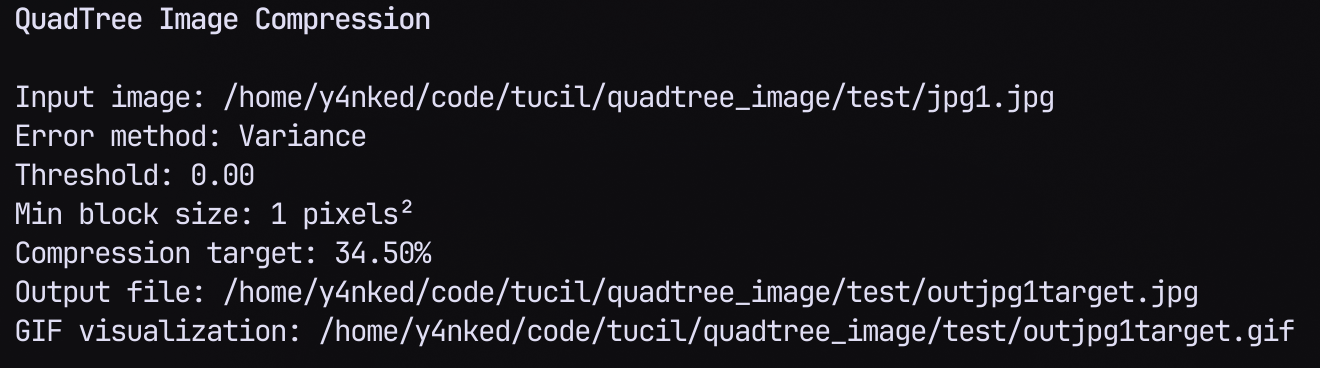 QuadTree Image Compression
Input image: /home/y4nked/code/tucil/quadtree_image/test/jpg1.jpg
Error method: Variance
Threshold: 0.00
Min block size: 1 pixels²
Compression target: 34.50%
Output file: /home/y4nked/code/tucil/quadtree_image/test/outjpg1target.jpg
GIF visualization: /home/y4nked/code/tucil/quadtree_image/test/outjpg1target.gif